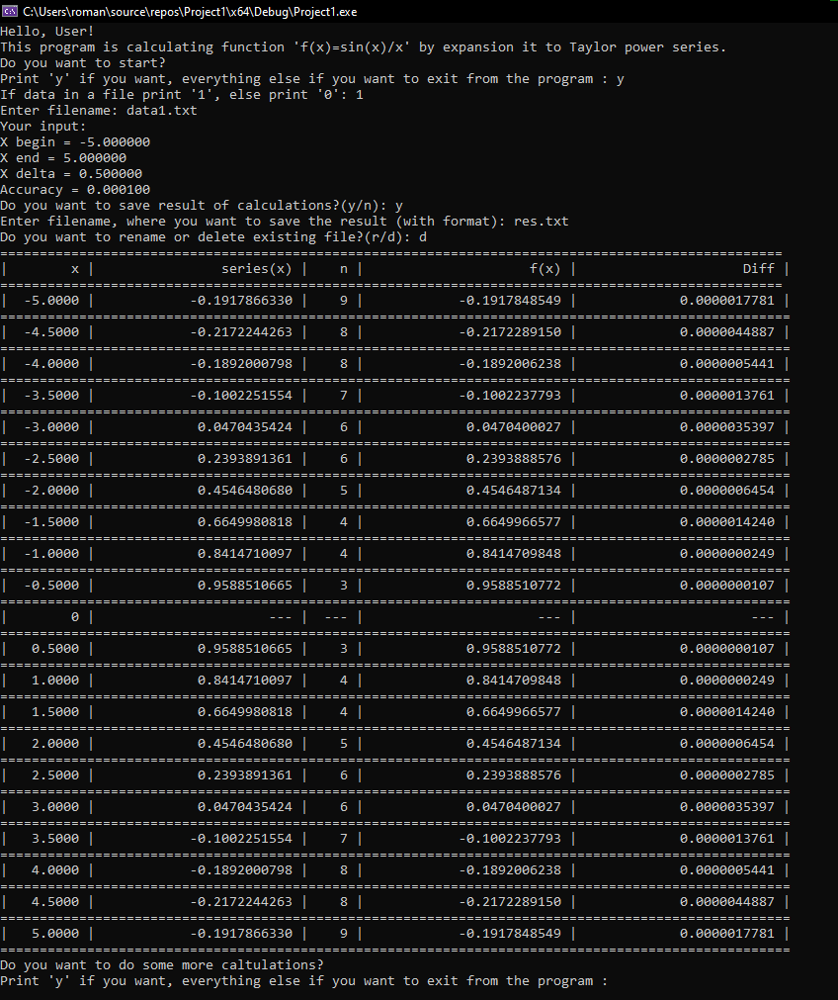 C:\Users\roman\source\repos\Project1\x64\Debug\Project1.exe
Hello, User!
This program is calculating function 'f(x)=sin(x)/x' by expansion it to Taylor power series.
Do you want to start?
Print 'y' if you want, everything else if you want to exit from the program : y
If data in a file print '1', else print '0': 1
Enter filename: data1.txt
Your input:
X begin = -5.000000
X end = 5.000000
X delta = 0.500000
Accuracy = 0.000100
Do you want to save result of calculations?(y/n): y
Enter filename, where you want to save the result (with format): res.txt
Do you want to rename or delete existing file?(r/d): d
===================================================================================================
|        x |                series(x) |    n |                     f(x) |                     Diff |
===================================================================================================
|  -5.0000 |            -0.1917866330 |    9 |            -0.1917848549 |             0.0000017781 |
====================================================================================================
|  -4.5000 |            -0.2172244263 |    8 |            -0.2172289150 |             0.0000044887 |
====================================================================================================
|  -4.0000 |            -0.1892000798 |    8 |            -0.1892006238 |             0.0000005441 |
====================================================================================================
|  -3.5000 |            -0.1002251554 |    7 |            -0.1002237793 |             0.0000013761 |
====================================================================================================
|  -3.0000 |             0.0470435424 |    6 |             0.0470400027 |             0.0000035397 |
====================================================================================================
|  -2.5000 |             0.2393891361 |    6 |             0.2393888576 |             0.0000002785 |
====================================================================================================
|  -2.0000 |             0.4546480680 |    5 |             0.4546487134 |             0.0000006454 |
====================================================================================================
|  -1.5000 |             0.6649980818 |    4 |             0.6649966577 |             0.0000014240 |
====================================================================================================
|  -1.0000 |             0.8414710097 |    4 |             0.8414709848 |             0.0000000249 |
====================================================================================================
|  -0.5000 |             0.9588510665 |    3 |             0.9588510772 |             0.0000000107 |
====================================================================================================
|        0 |                      --- |  --- |                      --- |                      --- |
====================================================================================================
|   0.5000 |             0.9588510665 |    3 |             0.9588510772 |             0.0000000107 |
====================================================================================================
|   1.0000 |             0.8414710097 |    4 |             0.8414709848 |             0.0000000249 |
====================================================================================================
|   1.5000 |             0.6649980818 |    4 |             0.6649966577 |             0.0000014240 |
====================================================================================================
|   2.0000 |             0.4546480680 |    5 |             0.4546487134 |             0.0000006454 |
====================================================================================================
|   2.5000 |             0.2393891361 |    6 |             0.2393888576 |             0.0000002785 |
====================================================================================================
|   3.0000 |             0.0470435424 |    6 |             0.0470400027 |             0.0000035397 |
====================================================================================================
|   3.5000 |            -0.1002251554 |    7 |            -0.1002237793 |             0.0000013761 |
====================================================================================================
|   4.0000 |            -0.1892000798 |    8 |            -0.1892006238 |             0.0000005441 |
====================================================================================================
|   4.5000 |            -0.2172244263 |    8 |            -0.2172289150 |             0.0000044887 |
====================================================================================================
|   5.0000 |            -0.1917866330 |    9 |            -0.1917848549 |             0.0000017781 |
====================================================================================================
Do you want to do some more caltulations?
Print 'y' if you want, everything else if you want to exit from the program :